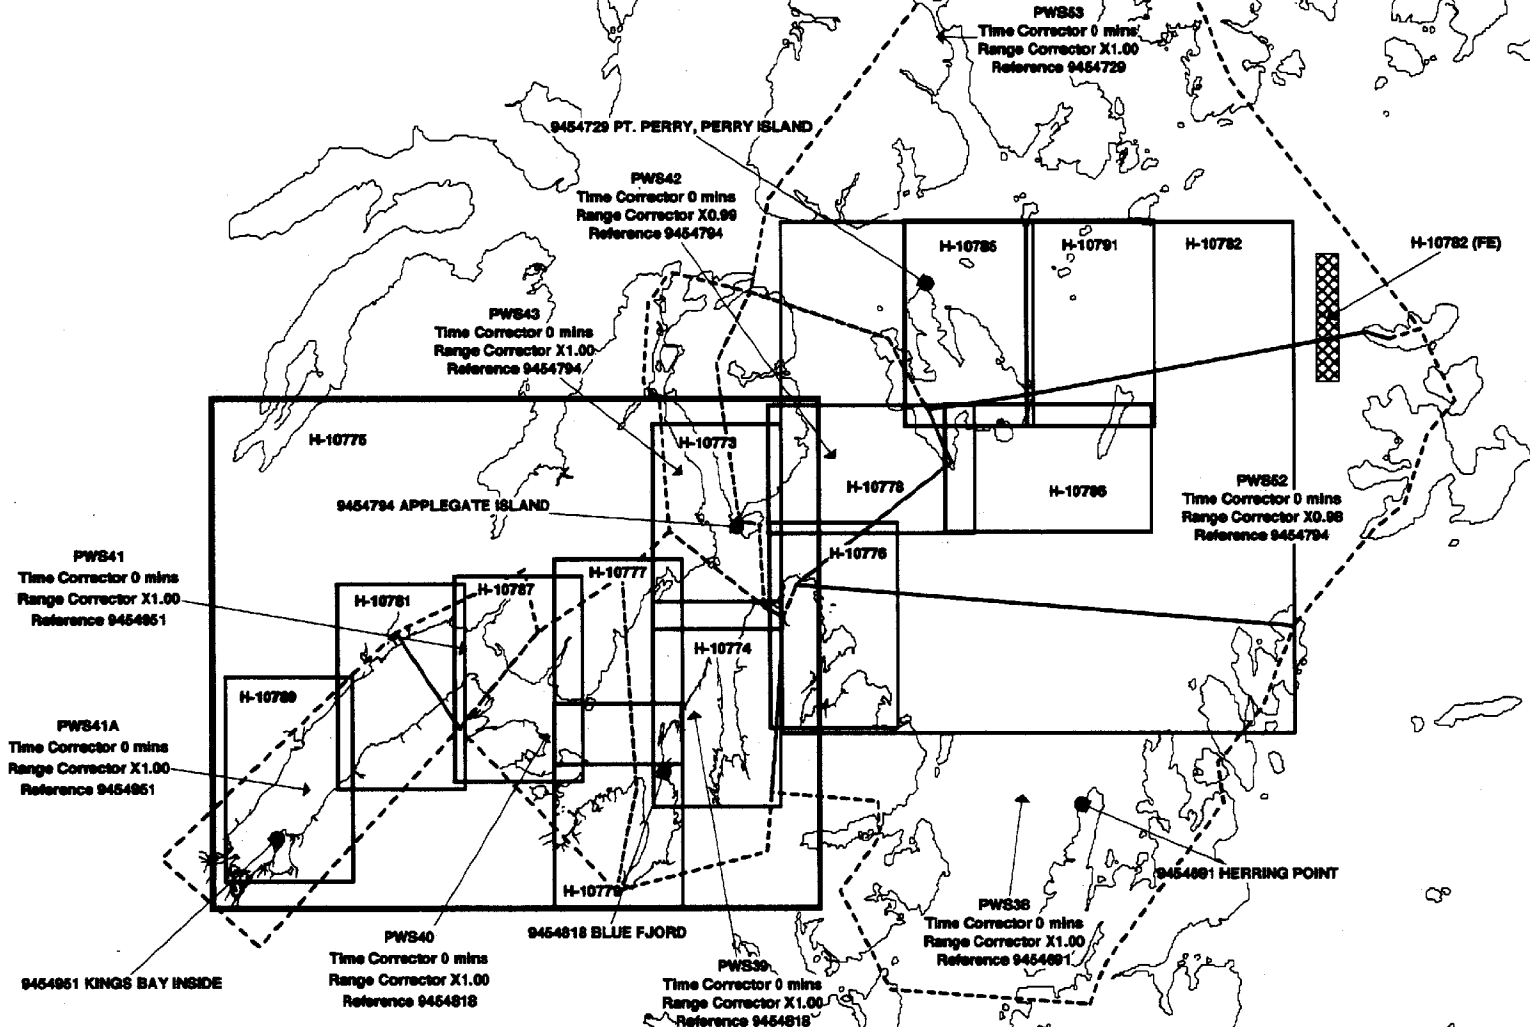 PWS53
Time Corrector 0 mins
Range Corrector X1.00
Reference 9454729
9454729 PT. PERRY, PERRY ISLAND
PWS42
Time Corrector 0 mins
Range Corrector X0.99
Reference 9454794
H-10785
H-10791
H-10782
H-10782 (FE)
PWS43
Time Corrector 0 mins
Range Corrector X1.00
Reference 9454794
H-10775
H-10773
H-10778
H-10795
PWS52
Time Corrector 0 mins
Range Corrector X0.98
Reference 9454794
9454794 APPLEGATE ISLAND
H-10776
PWS41
Time Corrector 0 mins
Range Corrector X1.00
Reference 9454951
H-10777
H-10787
H-10781
H-10774
H-10789
PWS41A
Time Corrector 0 mins
Range Corrector X1.00
Reference 9454951
9454691 HERRING POINT
H-10779
PWS38
Time Corrector 0 mins
Range Corrector X1.00
Reference 9454691
9454818 BLUE FJORD
PWS40
Time Corrector 0 mins
Range Corrector X1.00
Reference 9454818
PWS39
Time Corrector 0 mins
Range Corrector X1.00
Reference 9454818
9454951 KINGS BAY INSIDE